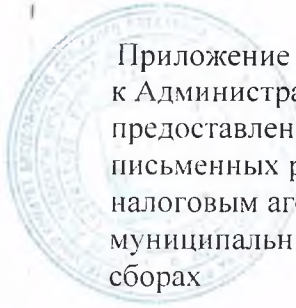 Приложение
к Администра
предоставлен
письменных р
налоговым аг
муниципальн
сборах